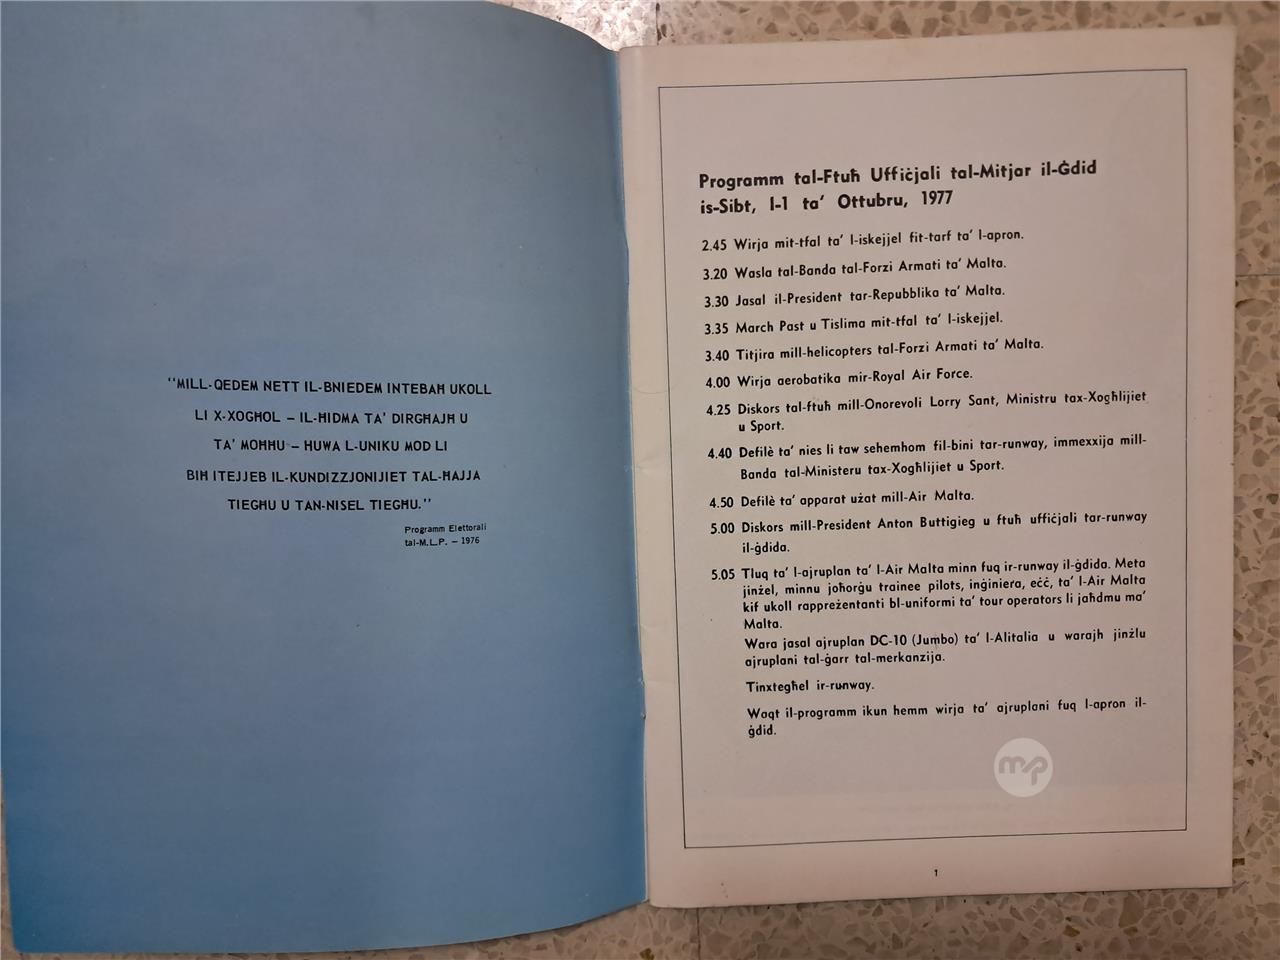 "MILL-QEDEM NETT IL-BNIEDEM INTEBAĦ UKOLL
LI X-XOGĦOL – IL-ĦIDMA TA' DIRGĦAJĦ U
TA' MOĦĦU – HUWA L-UNIKU MOD LI
BIH ITEJJEB IL-KUNDIZZJONIJIET TAL-ĦAJJA
TIEGĦU U TAN-NISEL TIEGĦU."
Programm Elettorali
tal-M.L.P. – 1976
Programm tal-Ftuħ Uffiċjali tal-Mitjar il-Ġdid
is-Sibt, l-1 ta' Ottubru, 1977
2.45 Wirja mit-tfal ta' l-iskejjel fit-tarf ta' l-apron.
3.20 Wasla tal-Banda tal-Forzi Armati ta' Malta.
3.30 Jasal il-President tar-Repubblika ta' Malta.
3.35 March Past u Tislima mit-tfal ta' l-iskejjel.
3.40 Titjira mill-helicopters tal-Forzi Armati ta' Malta.
4.00 Wirja aerobatika mir-Royal Air Force.
4.25 Diskors tal-ftuħ mill-Onorevoli Lorry Sant, Ministru tax-Xogħlijiet
u Sport.
4.40 Defilè ta' nies li taw sehemhom fil-bini tar-runway, immexxija mill-
Banda tal-Ministeru tax-Xogħlijiet u Sport.
4.50 Defilè ta' apparat użat mill-Air Malta.
5.00 Diskors mill-President Anton Buttigieg u ftuħ uffiċjali tar-runway
il-ġdida.
5.05 Tluq ta' l-ajruplan ta' l-Air Malta minn fuq ir-runway il-ġdida. Meta
jinżel, minnu joħorġu trainee pilots, inġiniera, eċċ, ta' l-Air Malta
kif ukoll rappreżentanti bl-uniformi ta' tour operators li jaħdmu ma'
Malta.
Wara jasal ajruplan DC-10 (Jumbo) ta' l-Alitalia u warajh jinżlu
ajruplani tal-ġarr tal-merkanzija.
Tinxtegħel ir-runway.
Waqt il-programm ikun hemm wirja ta' ajruplani fuq l-apron il-
ġdid.
mp
1